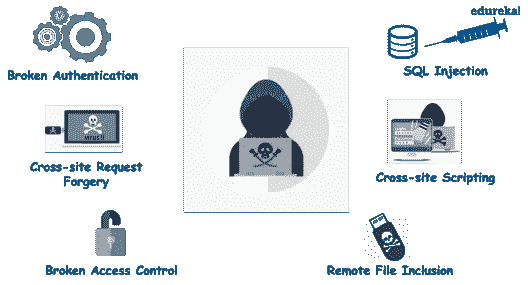 edureka!
Broken Authentication
SQL Injection
Cross-site Request
Forgery
Cross-site Scripting
Broken Access Control
Remote File Inclusion